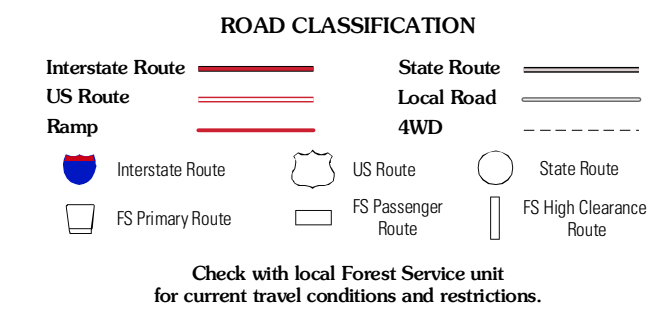 ROAD CLASSIFICATION
Interstate Route
State Route
US Route
Local Road
Ramp
4WD
Interstate Route
US Route
State Route
FS Primary Route
FS Passenger
Route
FS High Clearance
Route
Check with local Forest Service unit
for current travel conditions and restrictions.